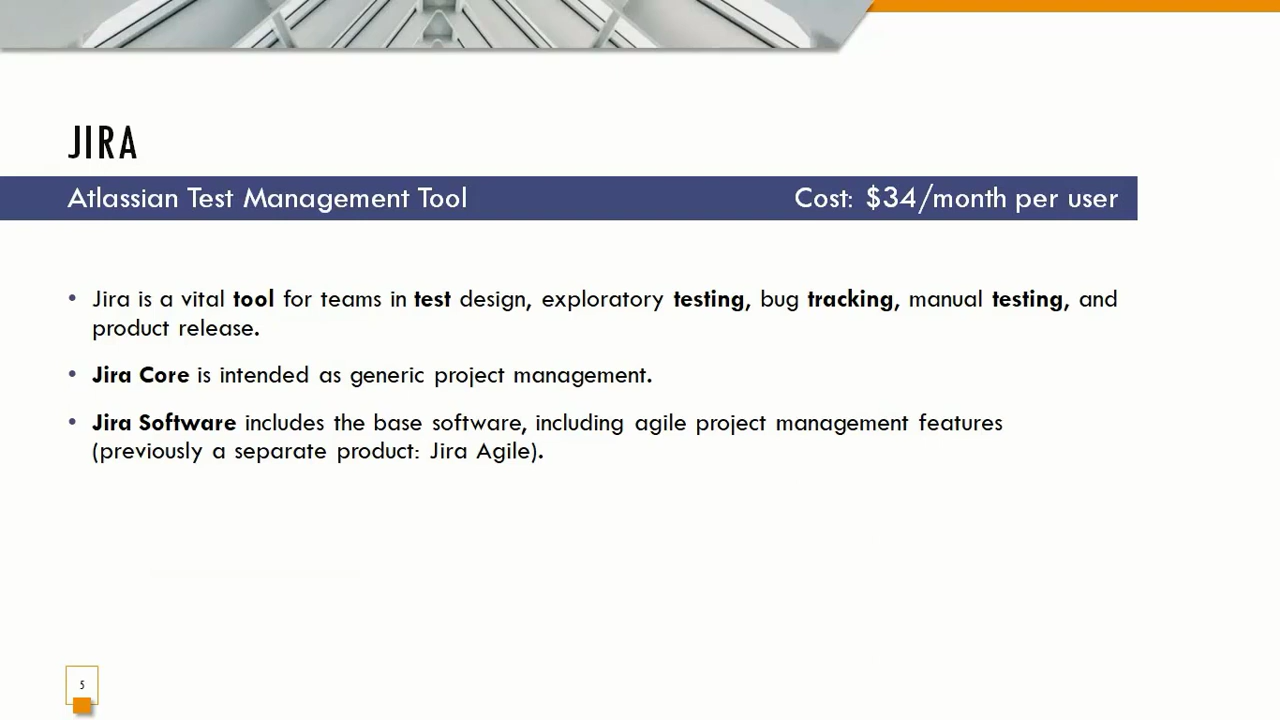 JIRA
Atlassian Test Management Tool Cost: $34/month per user
• Jira is a vital tool for teams in test design, exploratory testing, bug tracking, manual testing, and
product release.
• Jira Core is intended as generic project management.
• Jira Software includes the base software, including agile project management features
(previously a separate product: Jira Agile).
5